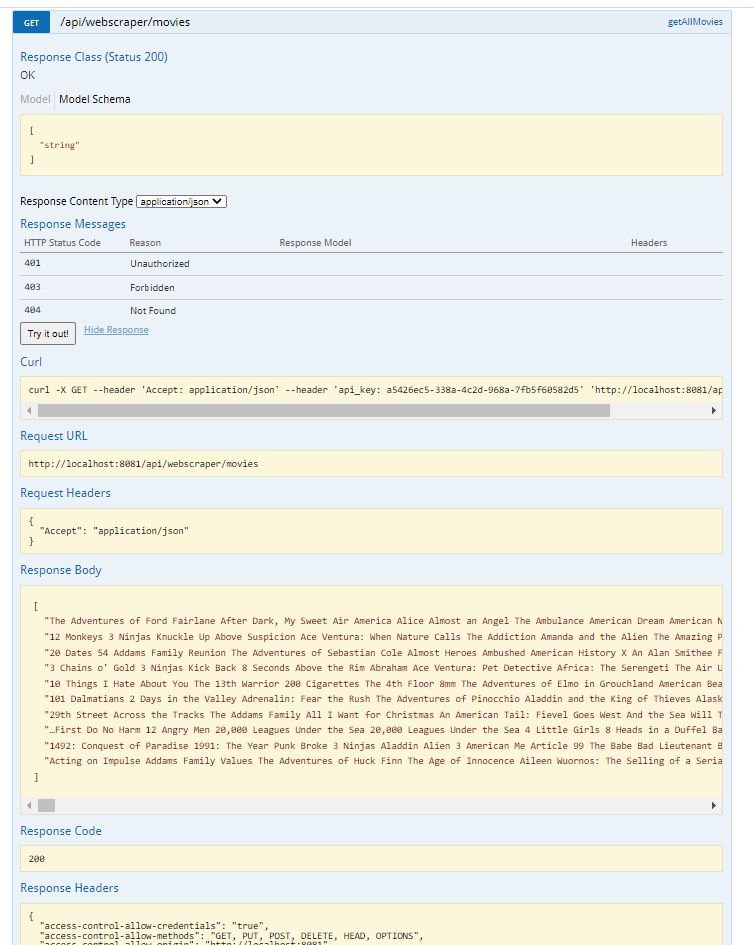 GET /api/webscraper/movies getAllMovies
Response Class (Status 200)
OK
Model Model Schema
[
"string"
]
Response Content Type application/json
Response Messages
HTTP Status Code Reason Response Model Headers
401 Unauthorized
403 Forbidden
404 Not Found
Try it out! Hide Response
Curl
curl -X GET --header 'Accept: application/json' --header 'api_key: a5426ec5-338a-4c2d-968a-7fb5f60582d5' 'http://localhost:8081/ap
Request URL
http://localhost:8081/api/webscraper/movies
Request Headers
{
"Accept": "application/json"
}
Response Body
[
"The Adventures of Ford Fairlane After Dark, My Sweet Air America Alice Almost an Angel The Ambulance American Dream American N
"12 Monkeys 3 Ninjas Knuckle Up Above Suspicion Ace Ventura: When Nature Calls The Addiction Amanda and the Alien The Amazing P
"20 Dates 54 Addams Family Reunion The Adventures of Sebastian Cole Almost Heroes Ambushed American History X An Alan Smithee F
"3 Chains o' Gold 3 Ninjas Kick Back 8 Seconds Above the Rim Abraham Ace Ventura: Pet Detective Africa: The Serengeti The Air U
"10 Things I Hate About You The 13th Warrior 200 Cigarettes The 4th Floor 8mm The Adventures of Elmo in Grouchland American Bea
"101 Dalmatians 2 Days in the Valley Adrenalin: Fear the Rush The Adventures of Pinocchio Aladdin and the King of Thieves Alask
"29th Street Across the Tracks The Addams Family All I Want for Christmas An American Tail: Fievel Goes West And the Sea Will T
"…First Do No Harm 12 Angry Men 20,000 Leagues Under the Sea 20,000 Leagues Under the Sea 4 Little Girls 8 Heads in a Duffel Ba
"1492: Conquest of Paradise 1991: The Year Punk Broke 3 Ninjas Aladdin Alien 3 American Me Article 99 The Babe Bad Lieutenant B
"Acting on Impulse Addams Family Values The Adventures of Huck Finn The Age of Innocence Aileen Wuornos: The Selling of a Seria
]
Response Code
200
Response Headers
{
"access-control-allow-credentials": "true",
"access-control-allow-methods": "GET, PUT, POST, DELETE, HEAD, OPTIONS",
"access-control-allow-origin": "http://localhost:8081"